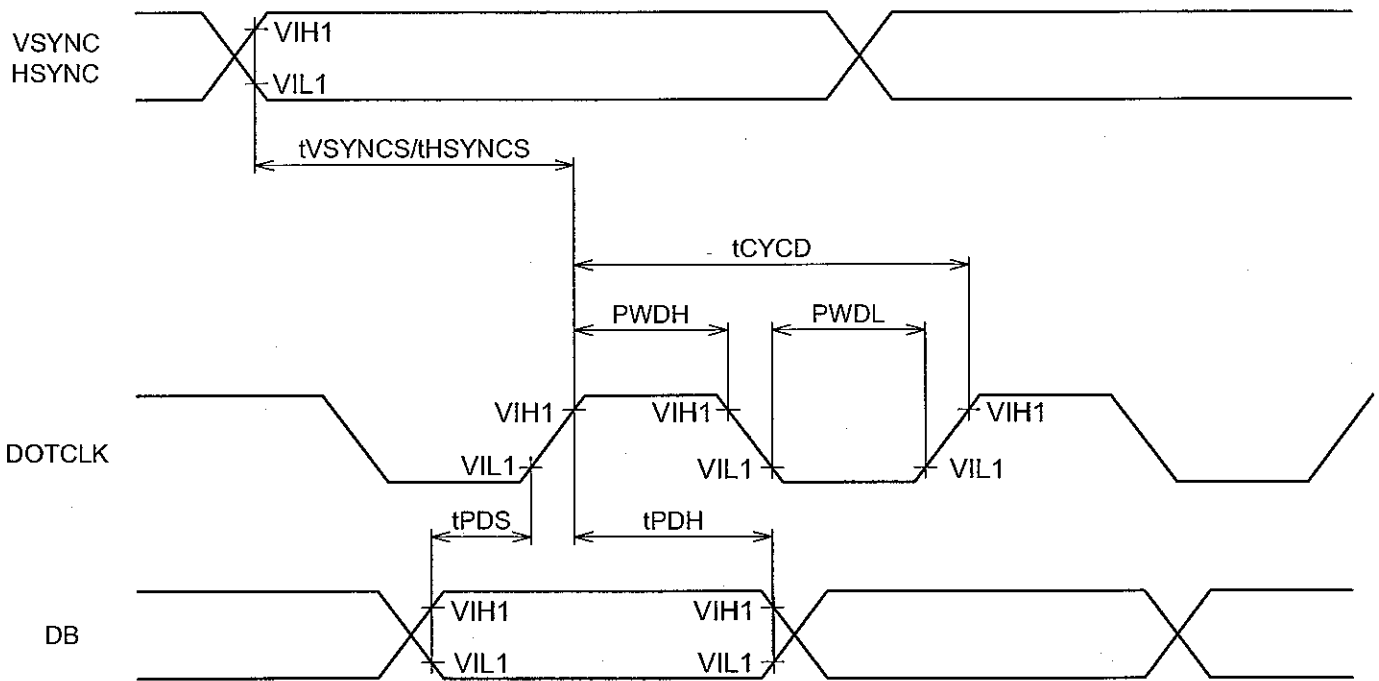 VSYNC
HSYNC
VIH1
VIL1
tVSYNCS/tHSYNCS
tCYCD
PWDH
PWDL
DOTCLK
VIH1
VIH1
VIH1
VIL1
VIL1
VIL1
tPDS
tPDH
DB
VIH1
VIH1
VIL1
VIL1